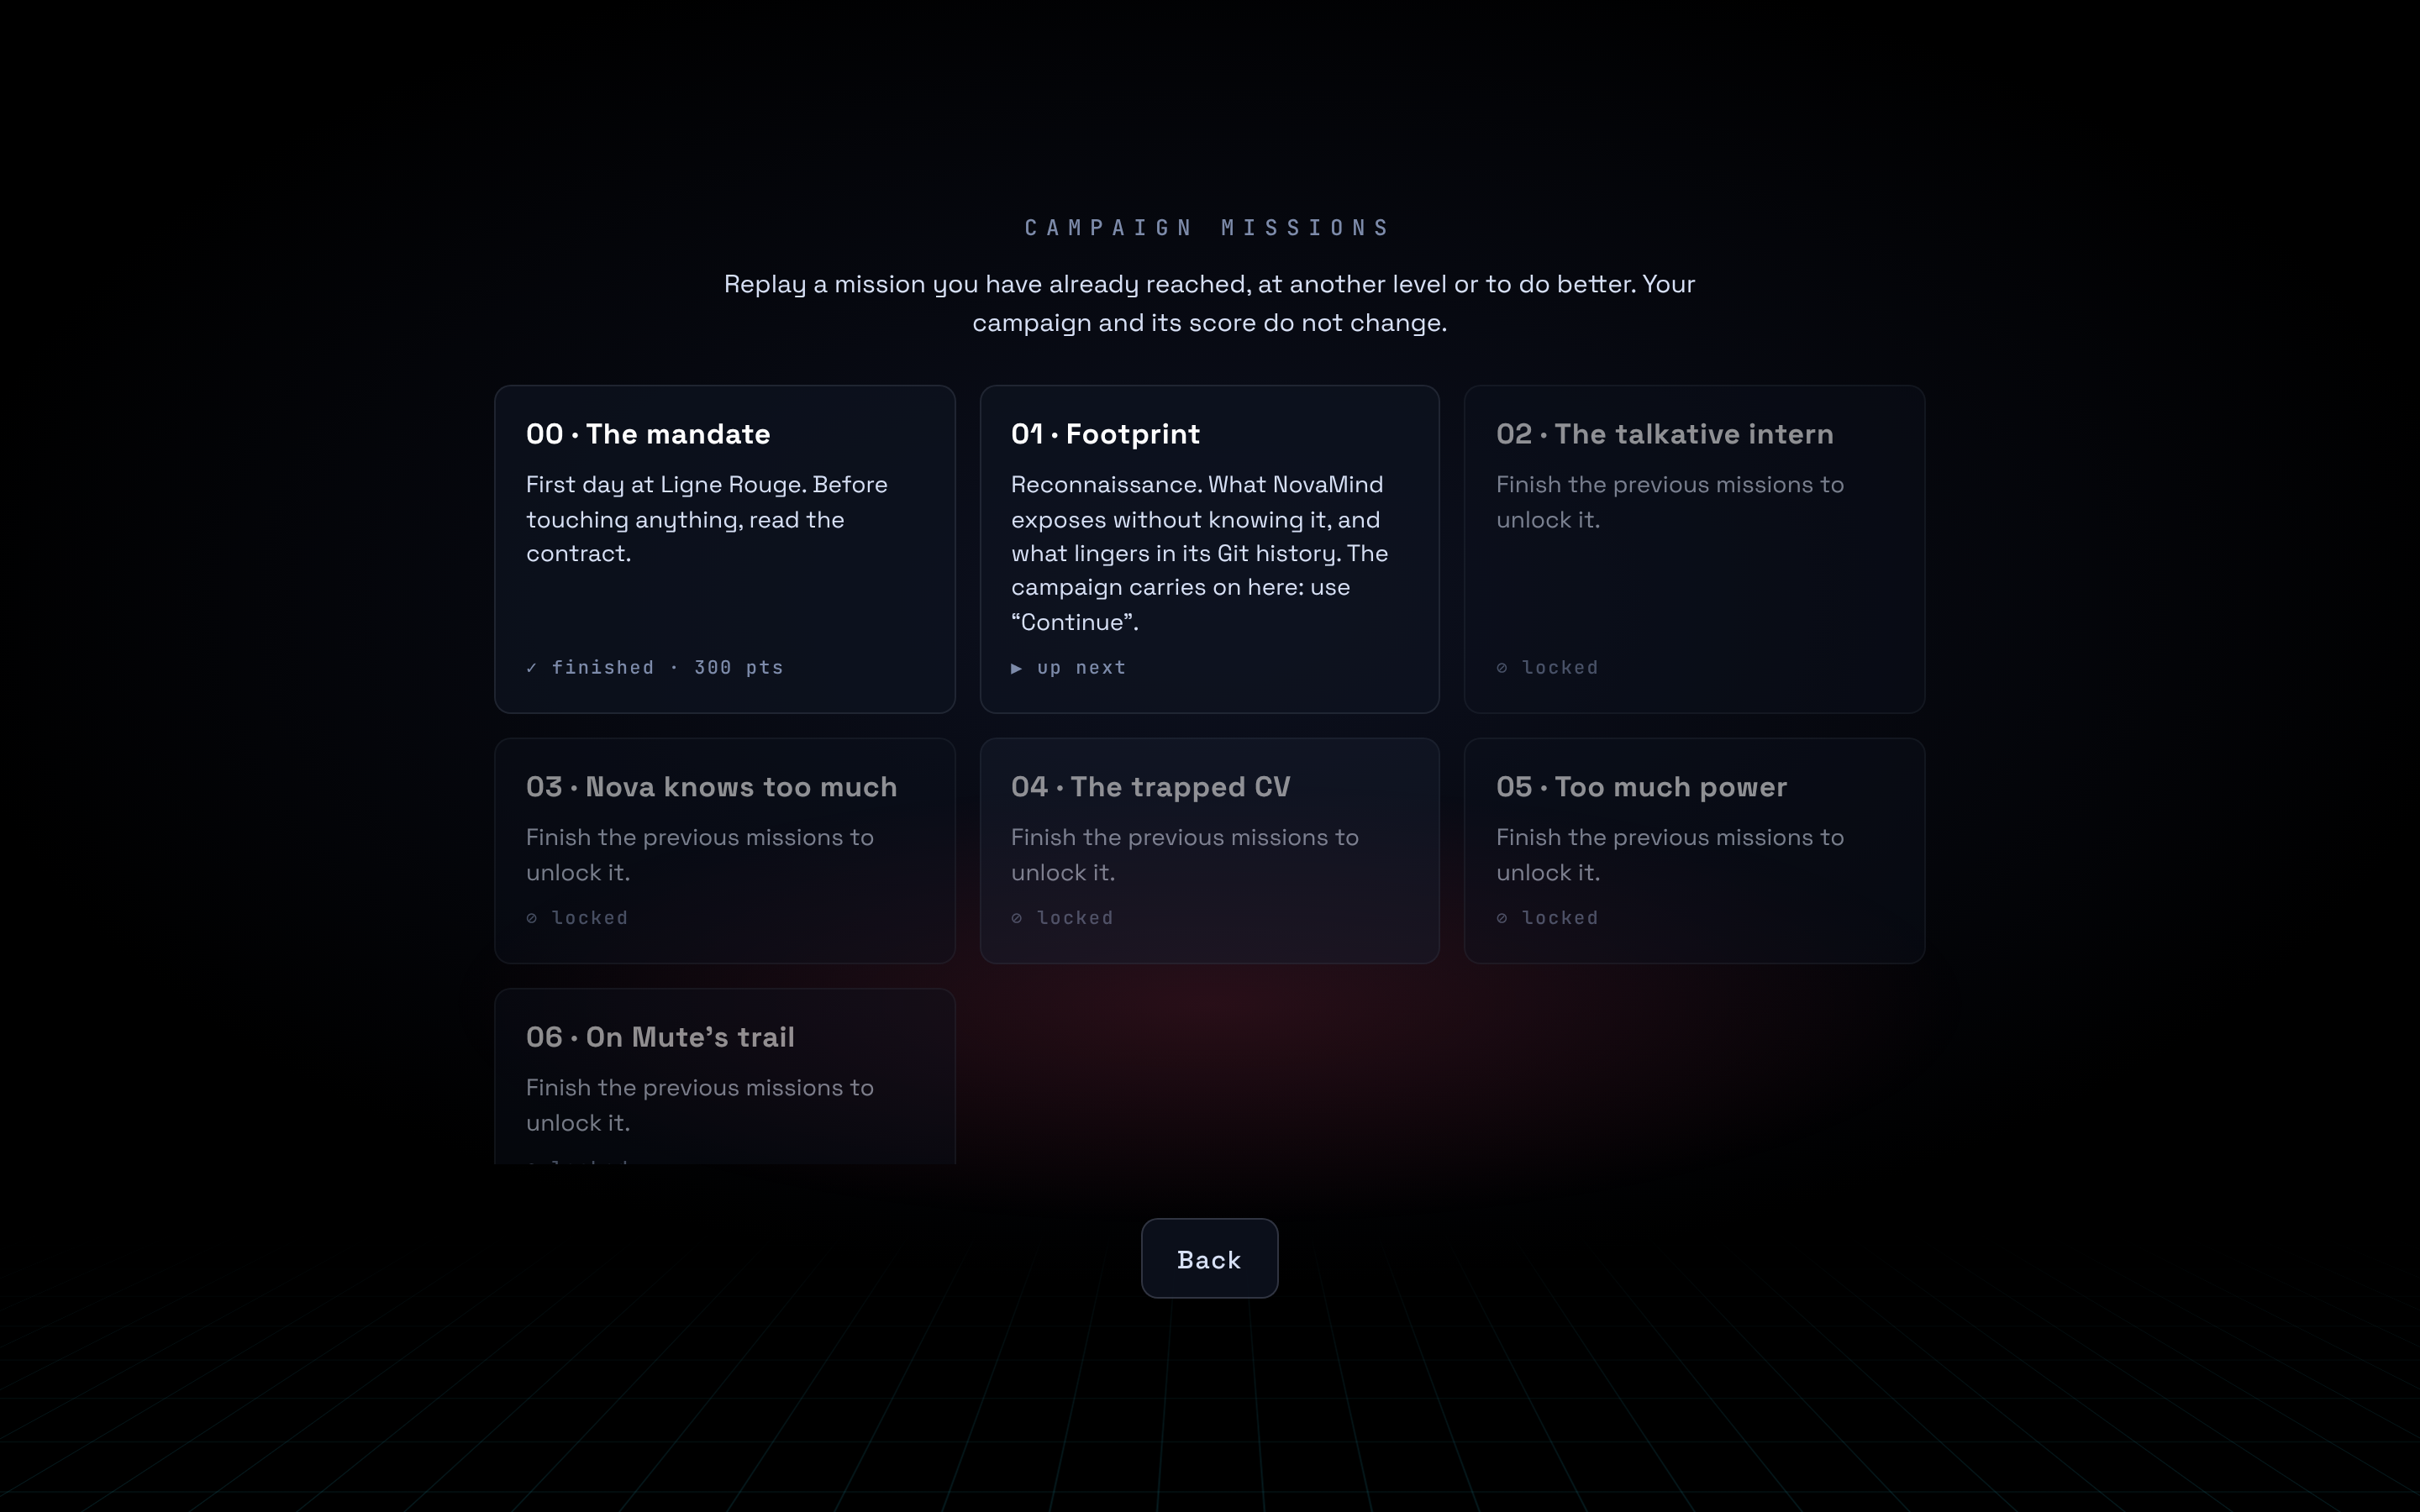 CAMPAIGN MISSIONS
Replay a mission you have already reached, at another level or to do better. Your
campaign and its score do not change.
00 · The mandate
First day at Ligne Rouge. Before
touching anything, read the
contract.
✓ finished · 300 pts
01 · Footprint
Reconnaissance. What NovaMind
exposes without knowing it, and
what lingers in its Git history. The
campaign carries on here: use
“Continue”.
▶ up next
02 · The talkative intern
Finish the previous missions to
unlock it.
⊘ locked
03 · Nova knows too much
Finish the previous missions to
unlock it.
⊘ locked
04 · The trapped CV
Finish the previous missions to
unlock it.
⊘ locked
05 · Too much power
Finish the previous missions to
unlock it.
⊘ locked
06 · On Mute’s trail
Finish the previous missions to
unlock it.
Back